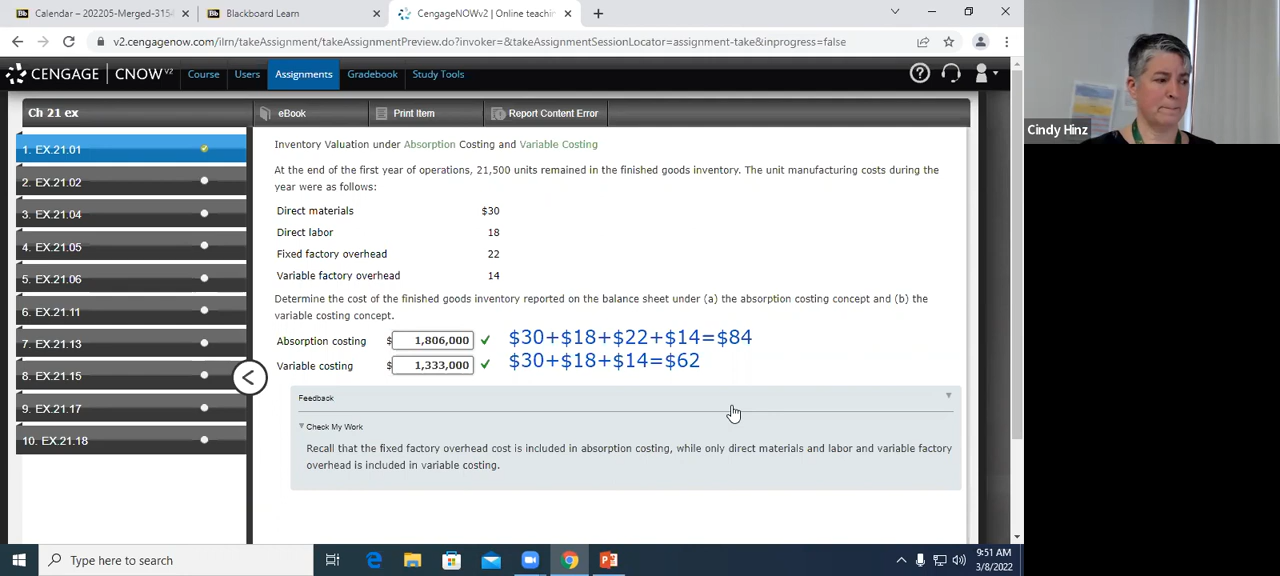 Calendar – 202205-Merged-315
Blackboard Learn
CengageNOWv2 | Online teachin
v2.cengagenow.com/ilrn/takeAssignment/takeAssignmentPreview.do?invoker=&takeAssignmentSessionLocator=assignment-take&inprogress=false
CENGAGE | CNOWv2 Course Users Assignments Gradebook Study Tools
Ch 21 ex
eBook
Print Item
Report Content Error
1. EX.21.01
2. EX.21.02
3. EX.21.04
4. EX.21.05
5. EX.21.06
6. EX.21.11
7. EX.21.13
8. EX.21.15
9. EX.21.17
10. EX.21.18
Inventory Valuation under Absorption Costing and Variable Costing
At the end of the first year of operations, 21,500 units remained in the finished goods inventory. The unit manufacturing costs during the
year were as follows:
Direct materials $30
Direct labor 18
Fixed factory overhead 22
Variable factory overhead 14
Determine the cost of the finished goods inventory reported on the balance sheet under (a) the absorption costing concept and (b) the
variable costing concept.
Absorption costing $ 1,806,000 $30+$18+$22+$14=$84
Variable costing $ 1,333,000 $30+$18+$14=$62
Feedback
Check My Work
Recall that the fixed factory overhead cost is included in absorption costing, while only direct materials and labor and variable factory
overhead is included in variable costing.
Cindy Hinz
Type here to search
9:51 AM
3/8/2022